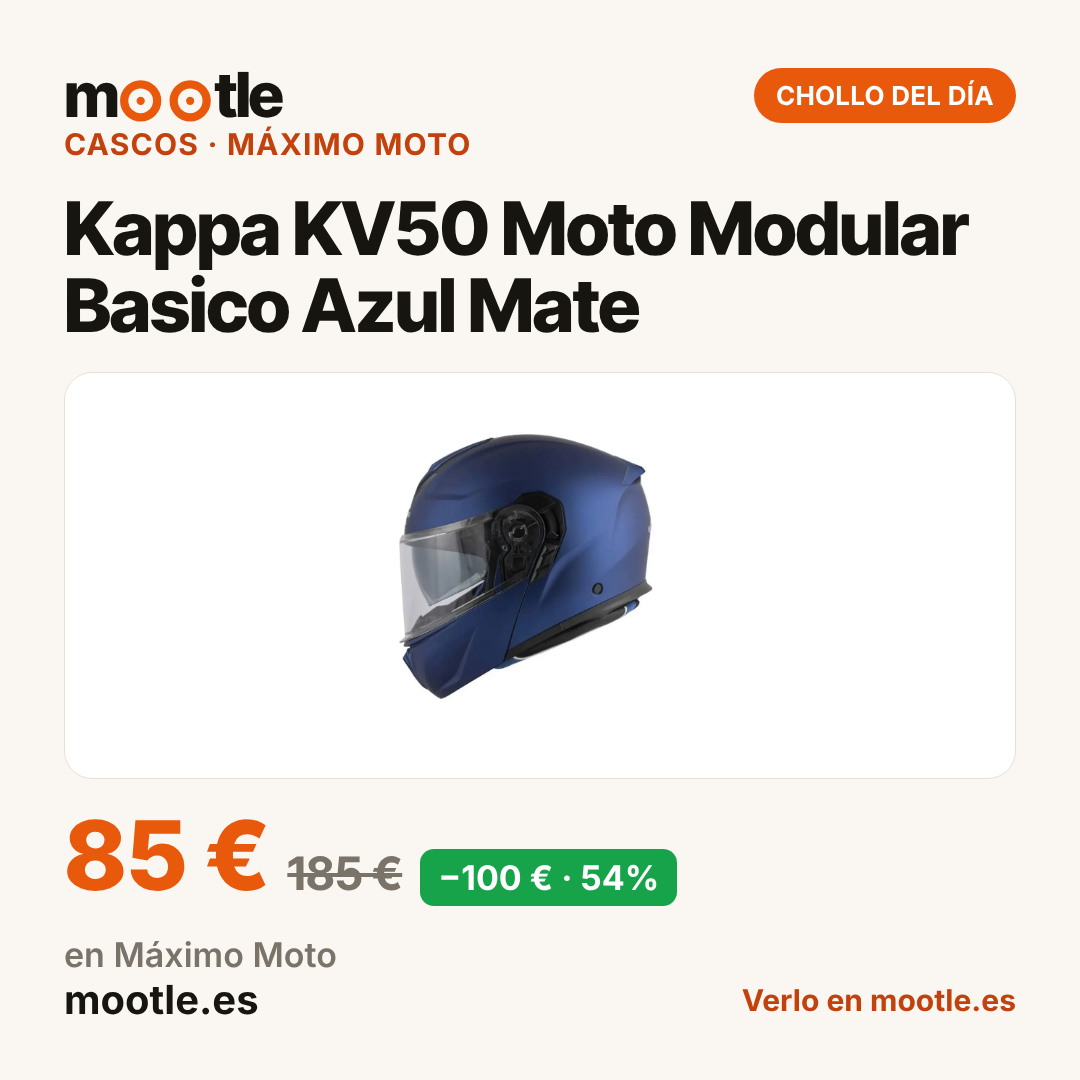 mootle
CHOLLO DEL DÍA
CASCOS · MÁXIMO MOTO
Kappa KV50 Moto Modular
Basico Azul Mate
85 € 185 € −100 € · 54%
en Máximo Moto
mootle.es
Verlo en mootle.es